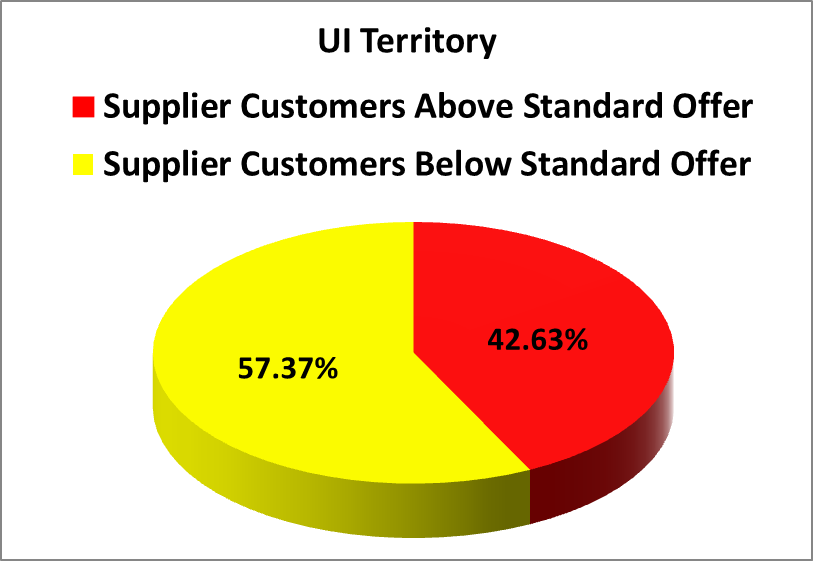 UI Territory
Supplier Customers Above Standard Offer
Supplier Customers Below Standard Offer
42.63%
57.37%